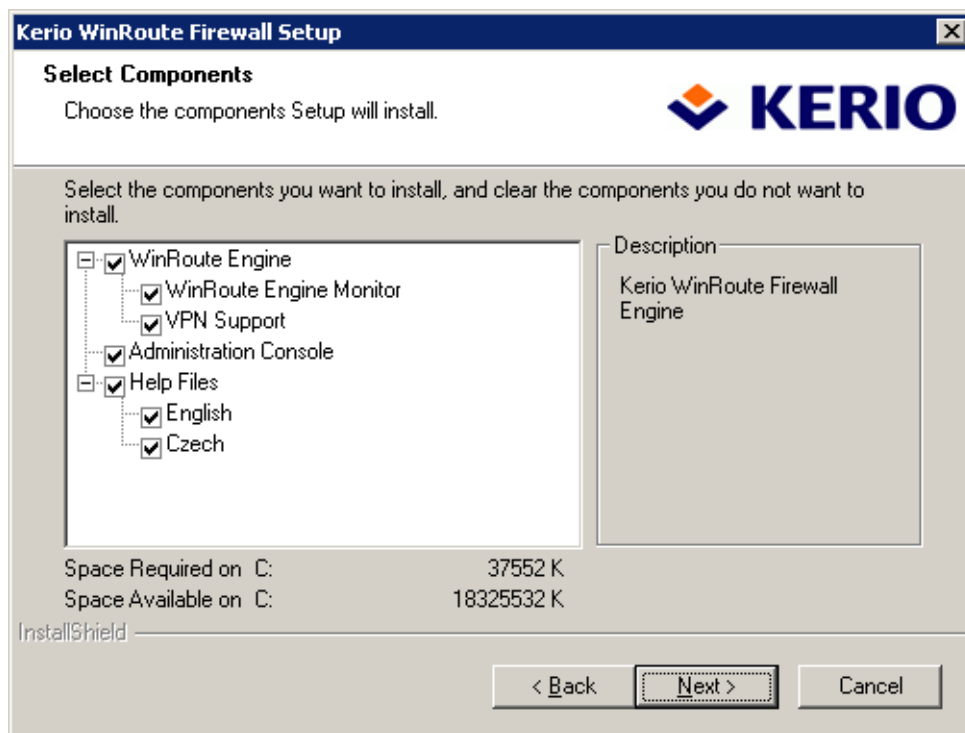 Kerio WinRoute Firewall Setup
Select Components
Choose the components Setup will install.
KERIO
Select the components you want to install, and clear the components you do not want to
install.
WinRoute Engine
WinRoute Engine Monitor
VPN Support
Administration Console
Help Files
English
Czech
Description
Kerio WinRoute Firewall
Engine
Space Required on C: 37552 K
Space Available on C: 18325532 K
InstallShield
< Back
Next >
Cancel